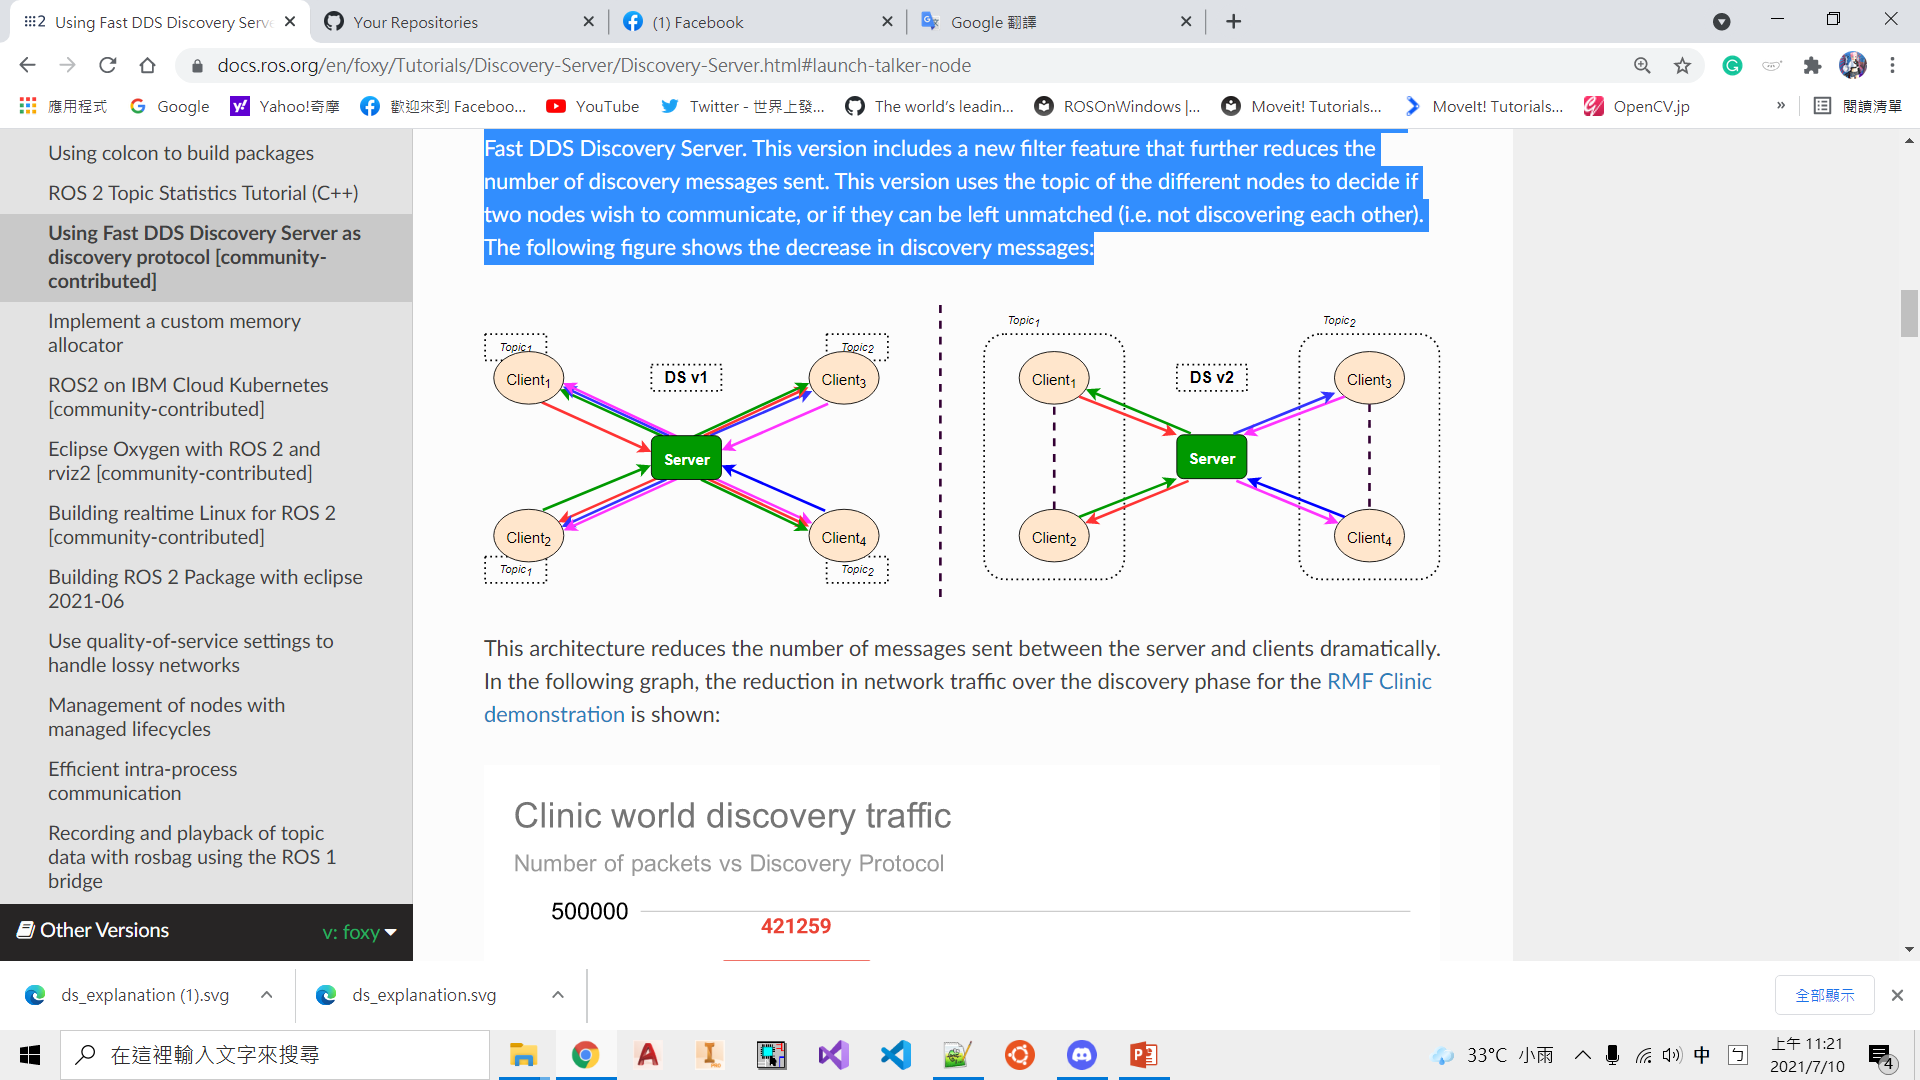 Using Fast DDS Discovery Serve
Your Repositories
(1) Facebook
Google 翻譯
docs.ros.org/en/foxy/Tutorials/Discovery-Server/Discovery-Server.html#launch-talker-node
應用程式
Google
Yahoo!奇摩
歡迎來到 Faceboo...
YouTube
Twitter - 世界上發...
The world's leadin...
ROSOnWindows |...
Moveit! Tutorials...
MoveIt! Tutorials...
OpenCV.jp
»
閱讀清單
Using colcon to build packages
ROS 2 Topic Statistics Tutorial (C++)
Using Fast DDS Discovery Server as
discovery protocol [community-
contributed]
Implement a custom memory
allocator
ROS2 on IBM Cloud Kubernetes
[community-contributed]
Eclipse Oxygen with ROS 2 and
rviz2 [community-contributed]
Building realtime Linux for ROS 2
[community-contributed]
Building ROS 2 Package with eclipse
2021-06
Use quality-of-service settings to
handle lossy networks
Management of nodes with
managed lifecycles
Efficient intra-process
communication
Recording and playback of topic
data with rosbag using the ROS 1
bridge
Other Versions
v: foxy
Fast DDS Discovery Server. This version includes a new filter feature that further reduces the
number of discovery messages sent. This version uses the topic of the different nodes to decide if
two nodes wish to communicate, or if they can be left unmatched (i.e. not discovering each other).
The following figure shows the decrease in discovery messages:
Topic1
Client1
DS v1
Topic2
Client3
Server
Client2
Topic1
Client4
Topic2
Topic1
Client1
DS v2
Topic2
Client3
Server
Client2
Client4
This architecture reduces the number of messages sent between the server and clients dramatically.
In the following graph, the reduction in network traffic over the discovery phase for the RMF Clinic
demonstration is shown:
Clinic world discovery traffic
Number of packets vs Discovery Protocol
500000
421259
ds_explanation (1).svg
ds_explanation.svg
全部顯示
在這裡輸入文字來搜尋
33°C 小雨
中
ㄅ
上午 11:21
2021/7/10
4